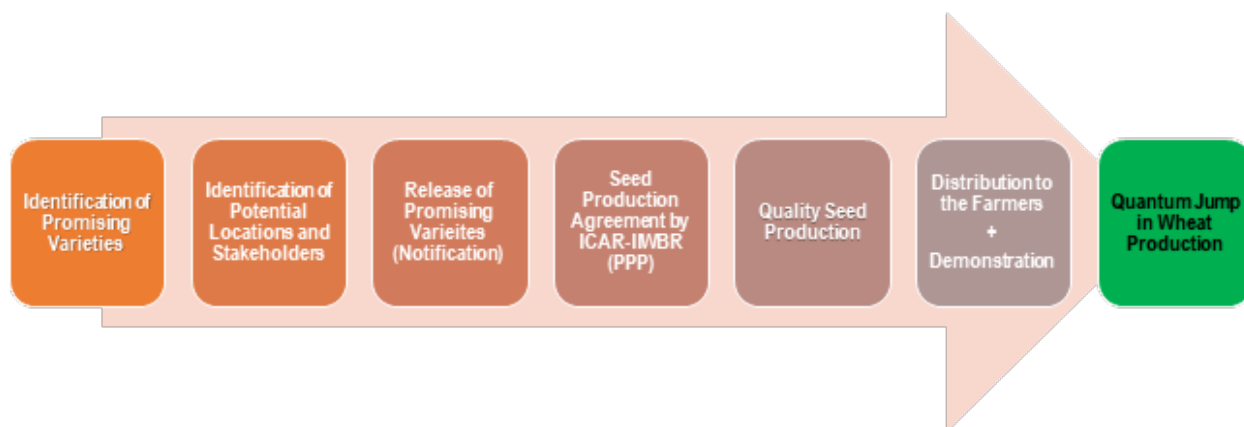 Identification of
Promising
Varieties
Identification of
Potential
Locations and
Stakeholders
Release of
Promising
Varieites
(Notification)
Seed
Production
Agreement by
ICAR-IIWBR
(PPP)
Quality Seed
Production
Distribution to
the Farmers
+
Demonstration
Quantum Jump
in Wheat
Production